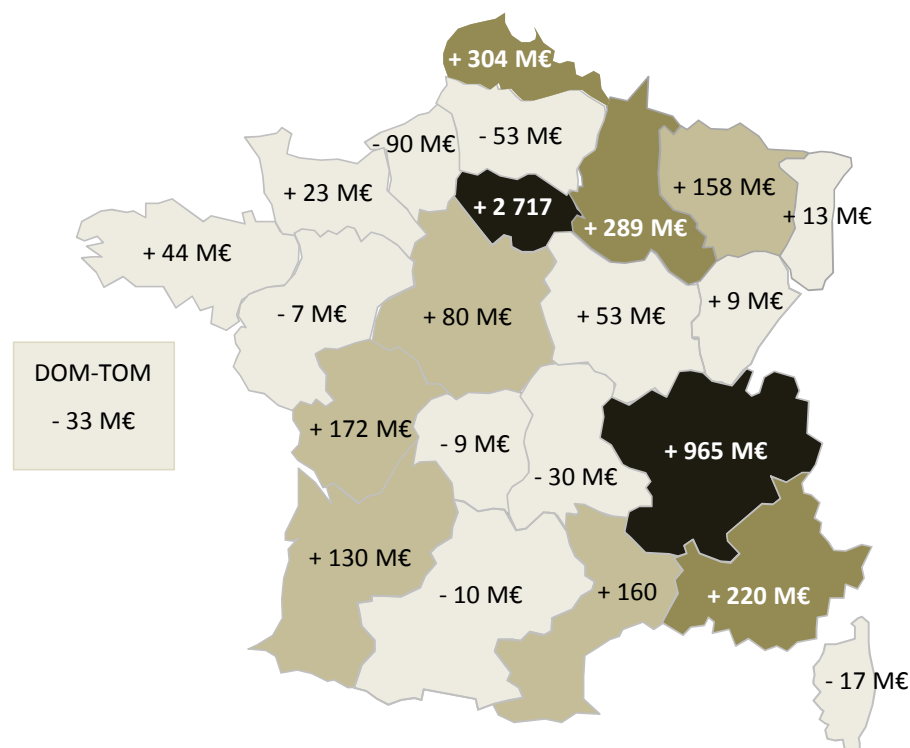 + 304 M€
- 90 M€
- 53 M€
+ 23 M€
+ 2 717
+ 158 M€
+ 289 M€
+ 13 M€
+ 44 M€
- 7 M€
+ 80 M€
+ 53 M€
+ 9 M€
DOM-TOM
- 33 M€
+ 172 M€
- 9 M€
- 30 M€
+ 965 M€
+ 130 M€
- 10 M€
+ 160
+ 220 M€
- 17 M€